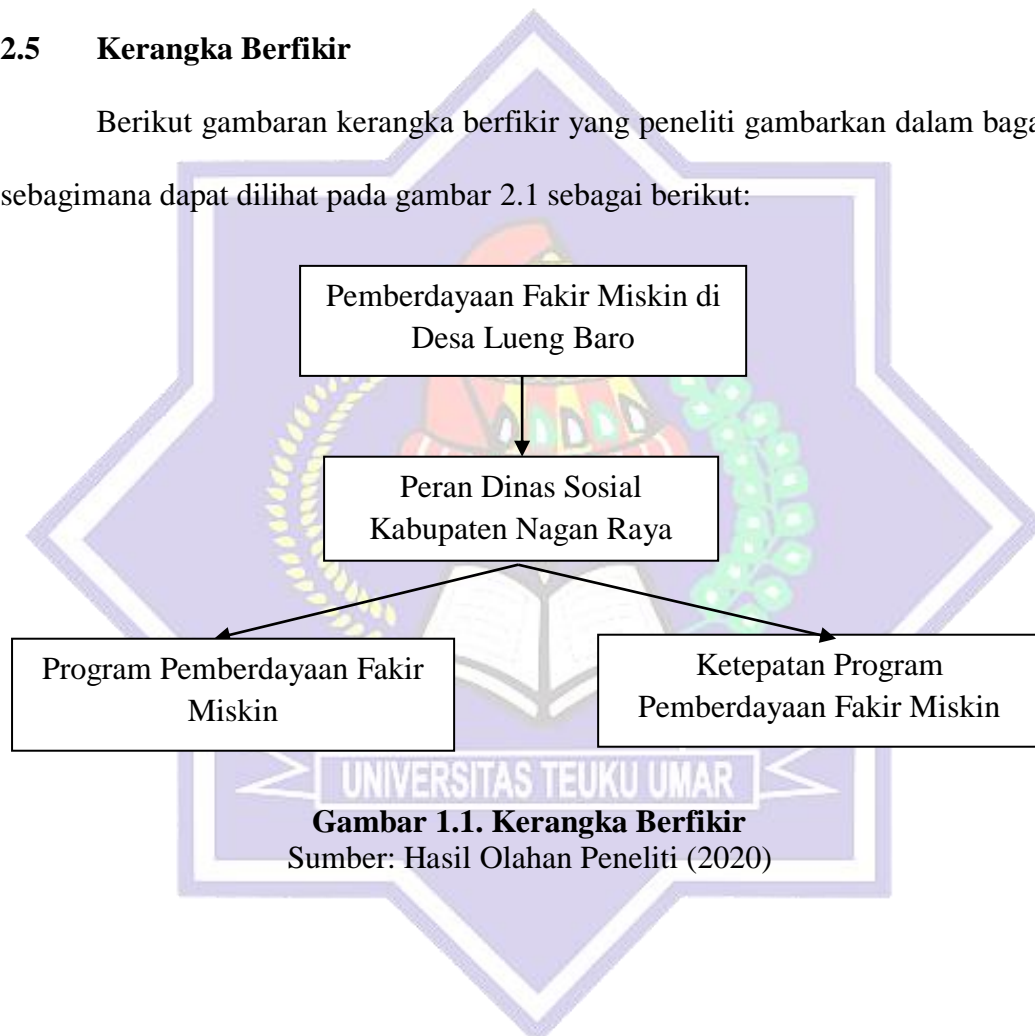 2.5 Kerangka Berfikir
Berikut gambaran kerangka berfikir yang peneliti gambarkan dalam baga
sebagimana dapat dilihat pada gambar 2.1 sebagai berikut:
Pemberdayaan Fakir Miskin di
Desa Lueng Baro
Peran Dinas Sosial
Kabupaten Nagan Raya
Program Pemberdayaan Fakir
Miskin
Ketepatan Program
Pemberdayaan Fakir Miskin
UNIVERSITAS TEUKU UMAR
Gambar 1.1. Kerangka Berfikir
Sumber: Hasil Olahan Peneliti (2020)